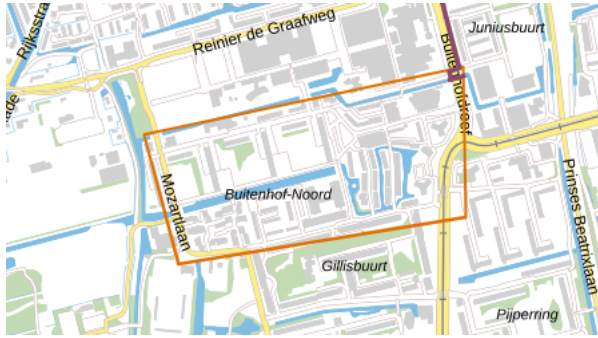 Reinier de Graafweg
Juniusbuurt
Rijksstra
Buitenhofdreef
Mozartlaan
Buitenhof-Noord
Prinses Beatrixlaan
Gillisbuurt
Pijperring